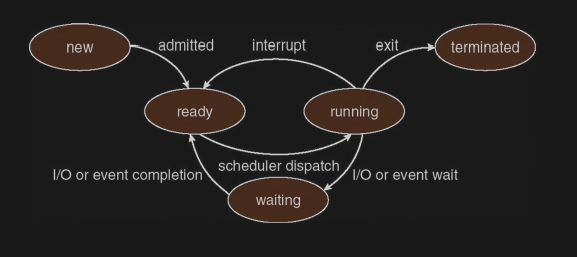 new
admitted
interrupt
exit
terminated
ready
running
scheduler dispatch
I/O or event completion
I/O or event wait
waiting